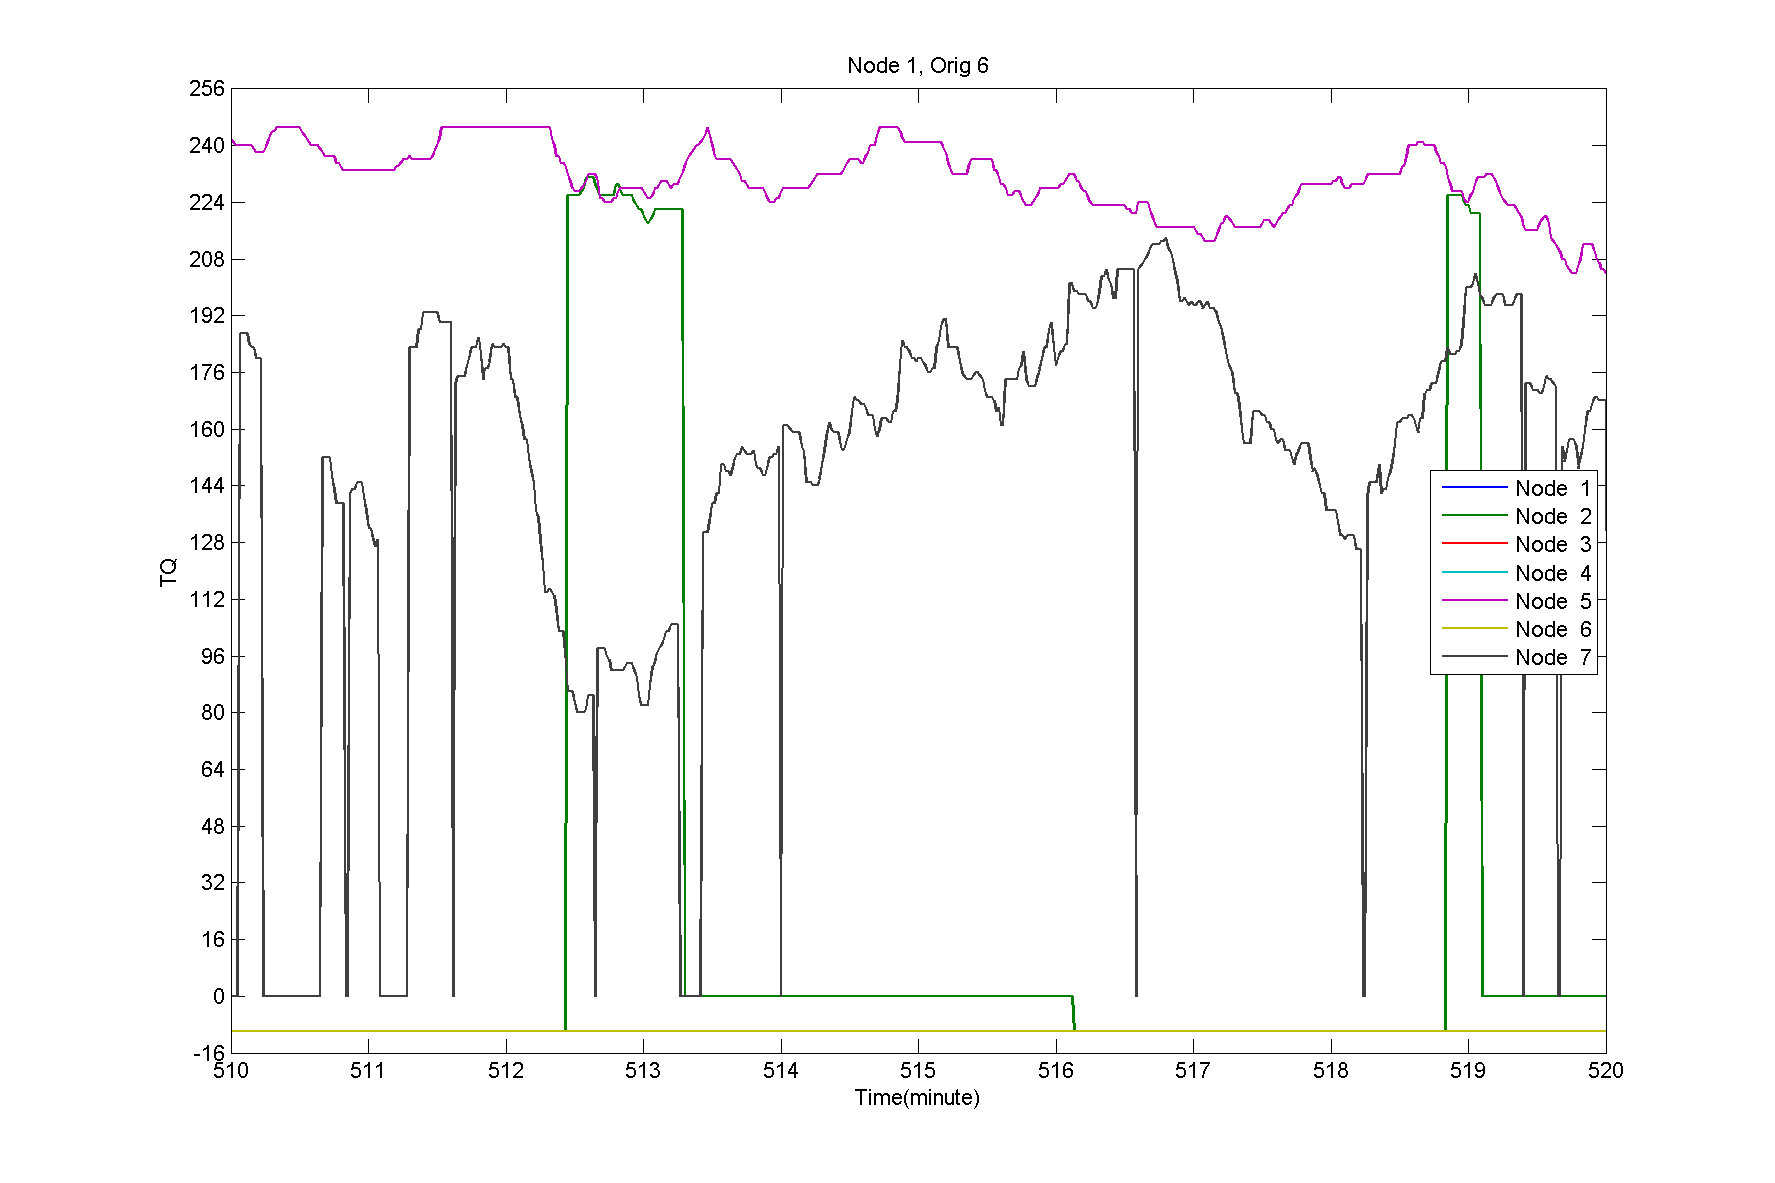 Node 1, Orig 6
256
240
224
208
192
176
160
144
128
112
96
80
64
48
32
16
0
-16
TQ
Node 1
Node 2
Node 3
Node 4
Node 5
Node 6
Node 7
510 511 512 513 514 515 516 517 518 519 520
Time(minute)